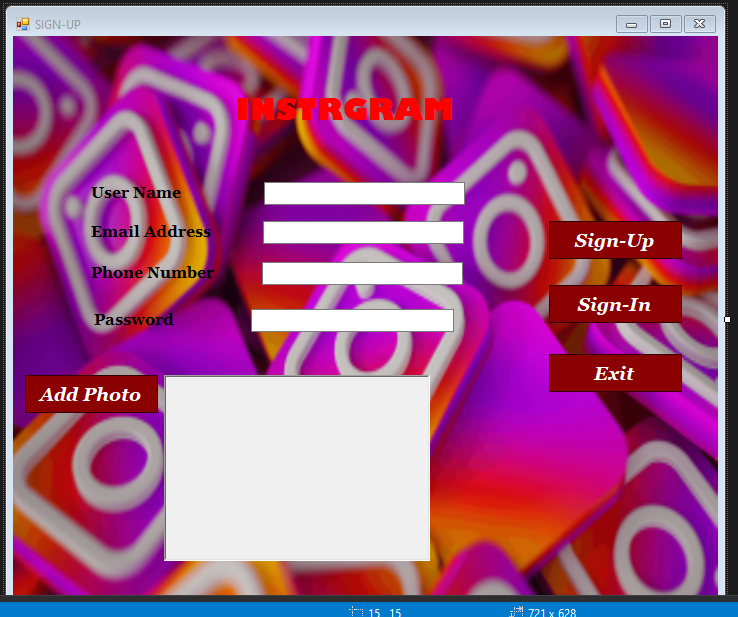 SIGN-UP
INSTRGRAM
User Name
Email Address
Phone Number
Password
Sign-Up
Sign-In
Exit
Add Photo
15 , 15
721 x 628